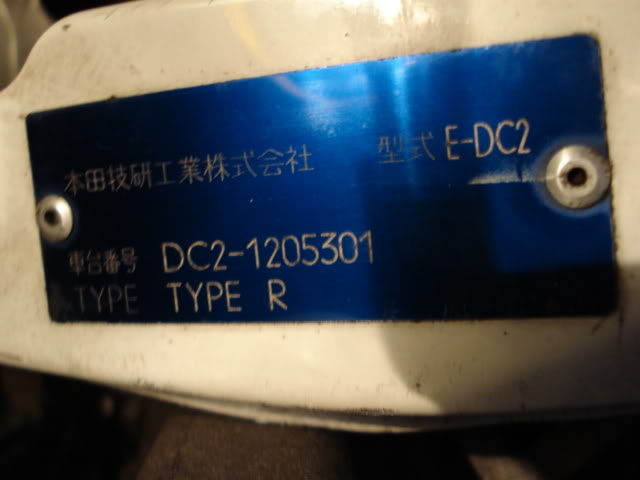 本田技研工業株式会社 型式 E-DC2
車台番号 DC2-1205301
TYPE TYPE R